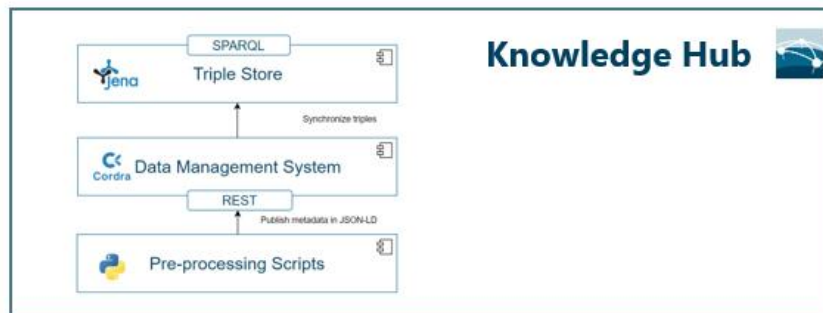 SPARQL
Jena
Triple Store
Knowledge Hub
Synchronize triples
Cordra
Data Management System
REST
Publish metadata in JSON-LD
Pre-processing Scripts